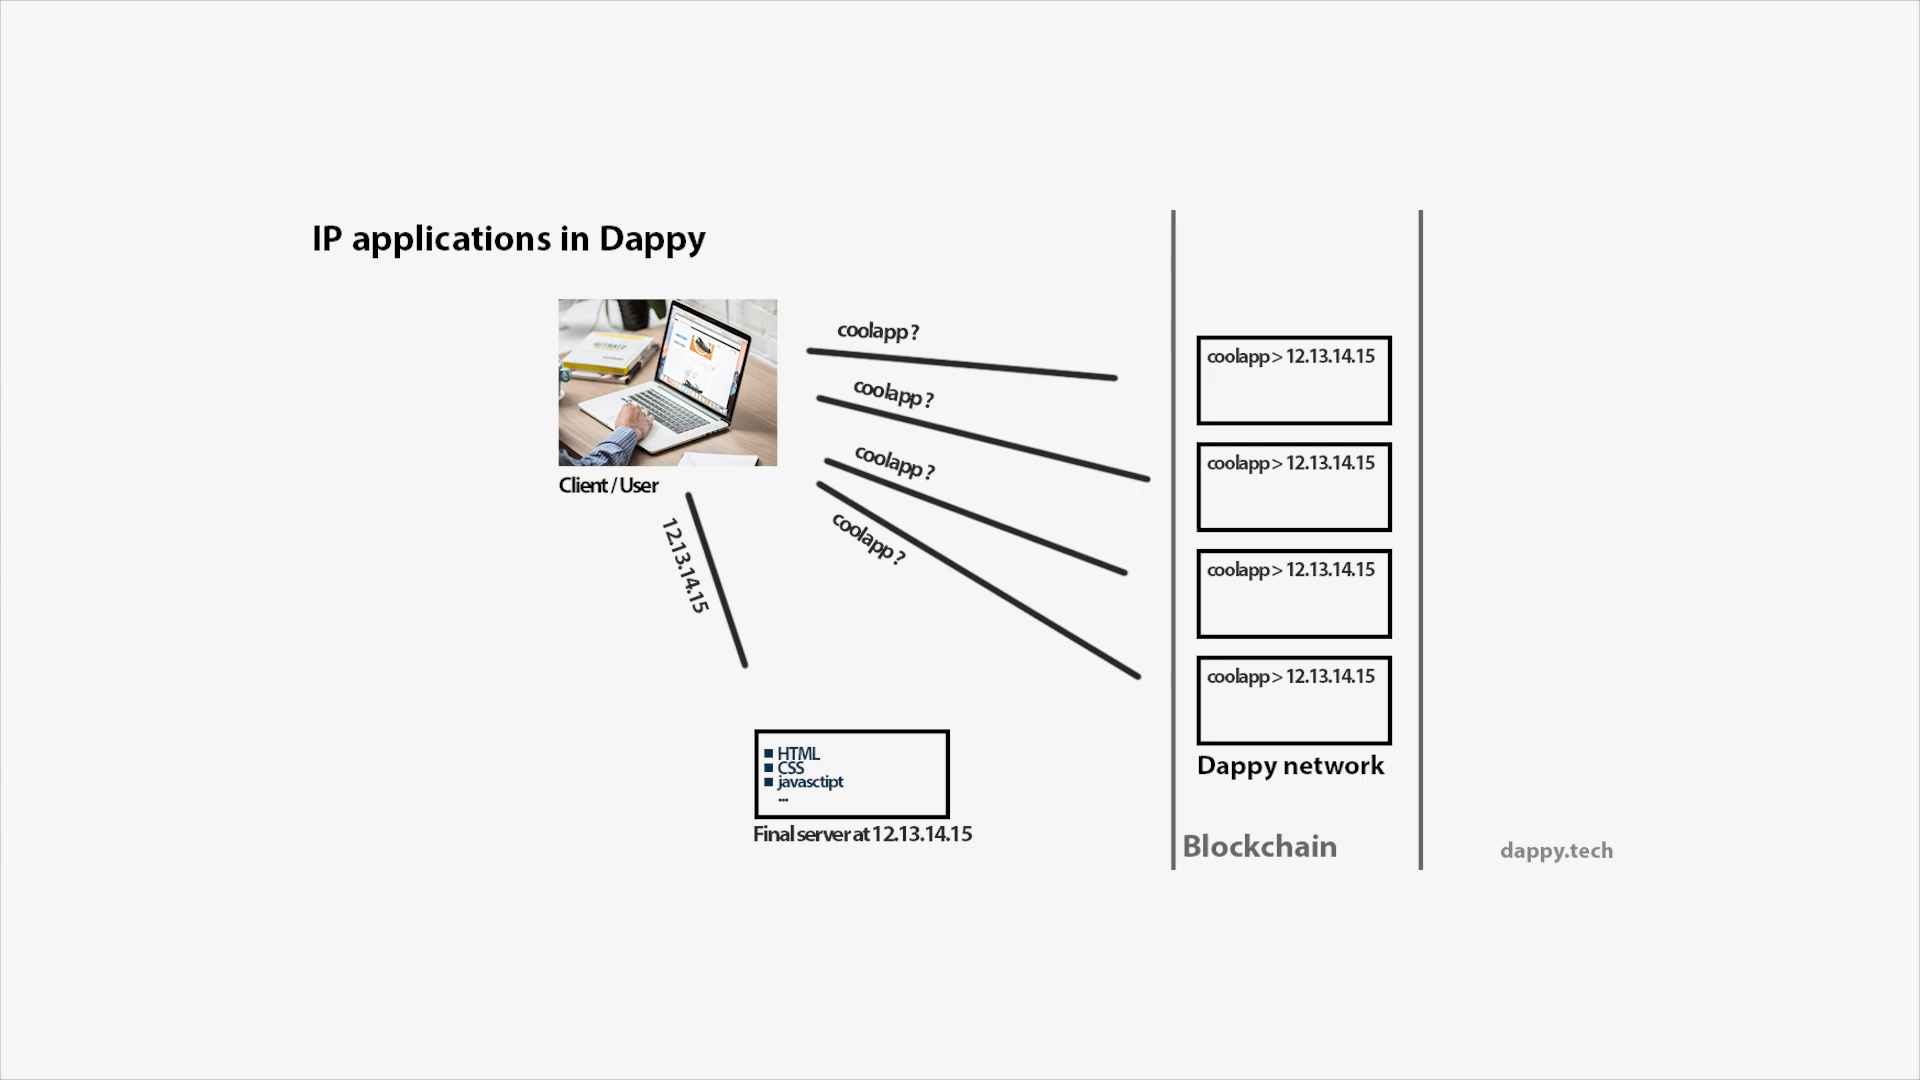 IP applications in Dappy
coolapp ?
coolapp ?
coolapp ?
coolapp ?
Client / User
12.13.14.15
coolapp > 12.13.14.15
coolapp > 12.13.14.15
coolapp > 12.13.14.15
coolapp > 12.13.14.15
Dappy network
HTML
CSS
javasctipt
...
Final server at 12.13.14.15
Blockchain
dappy.tech